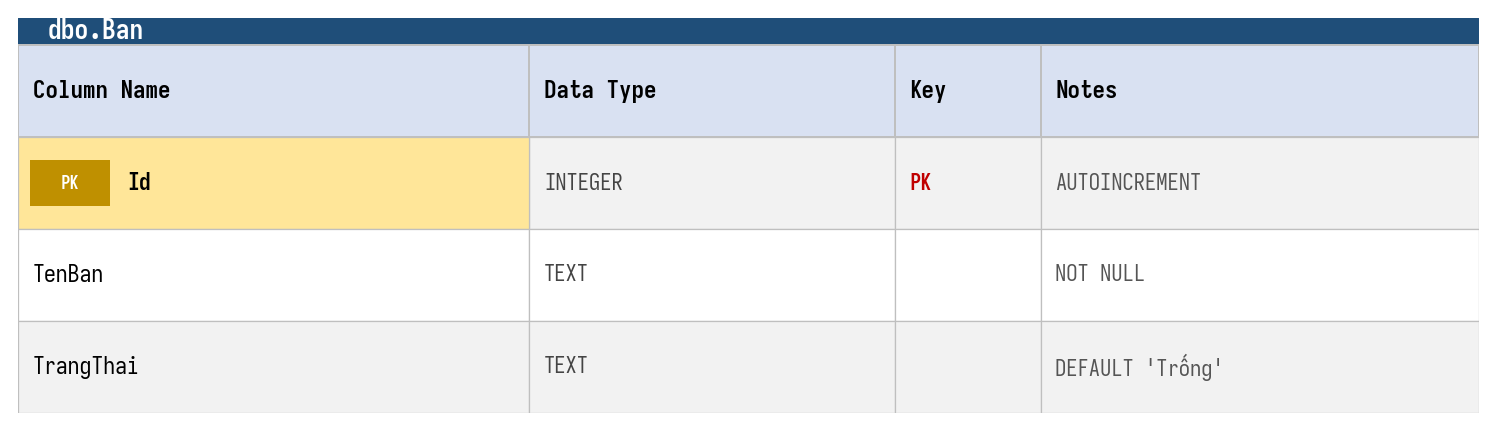 dbo.Ban
Column Name Data Type Key Notes
PK Id INTEGER PK AUTOINCREMENT
TenBan TEXT NOT NULL
TrangThai TEXT DEFAULT 'Trống'